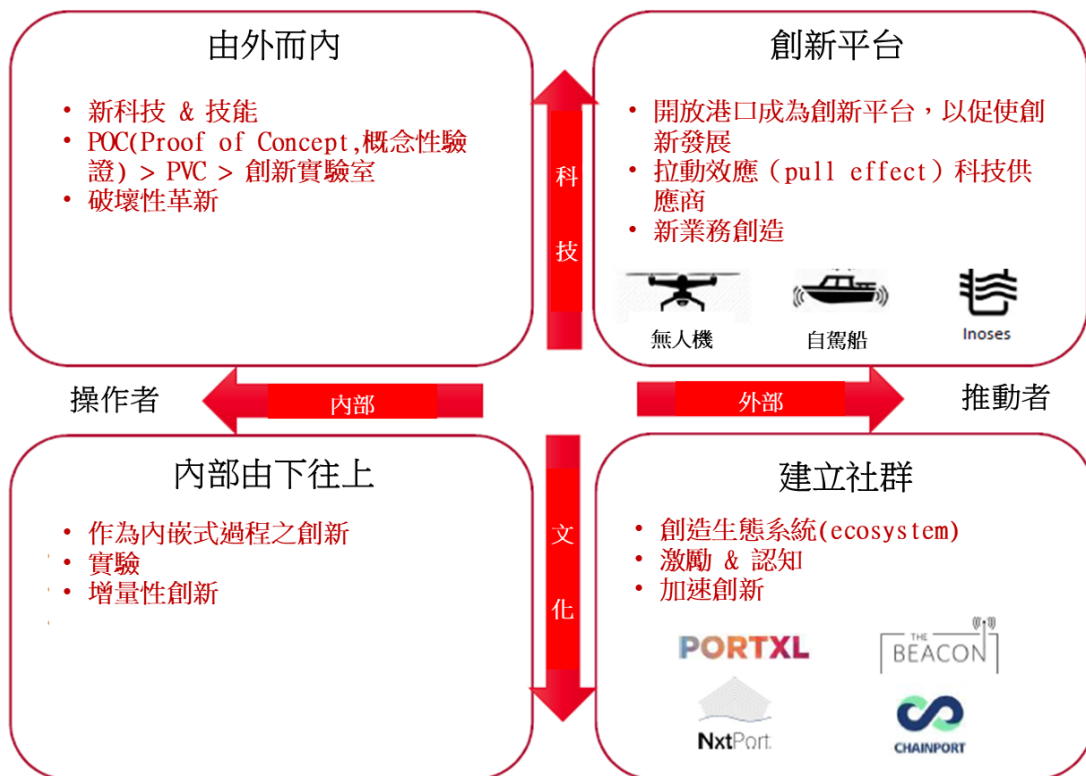 由外而內
• 新科技 & 技能
• POC(Proof of Concept,概念性驗
證) > PVC > 創新實驗室
• 破壞性革新
創新平台
• 開放港口成為創新平台，以促使創
新發展
• 拉動效應（pull effect）科技供
應商
• 新業務創造
無人機
自駕船
Inoses
科
技
操作者
內部
外部
推動者
文
化
內部由下往上
• 作為內嵌式過程之創新
• 實驗
• 增量性創新
建立社群
• 創造生態系統(ecosystem)
• 激勵 & 認知
• 加速創新
PORTXL
THE
BEACON
NxtPort
CHAINPORT